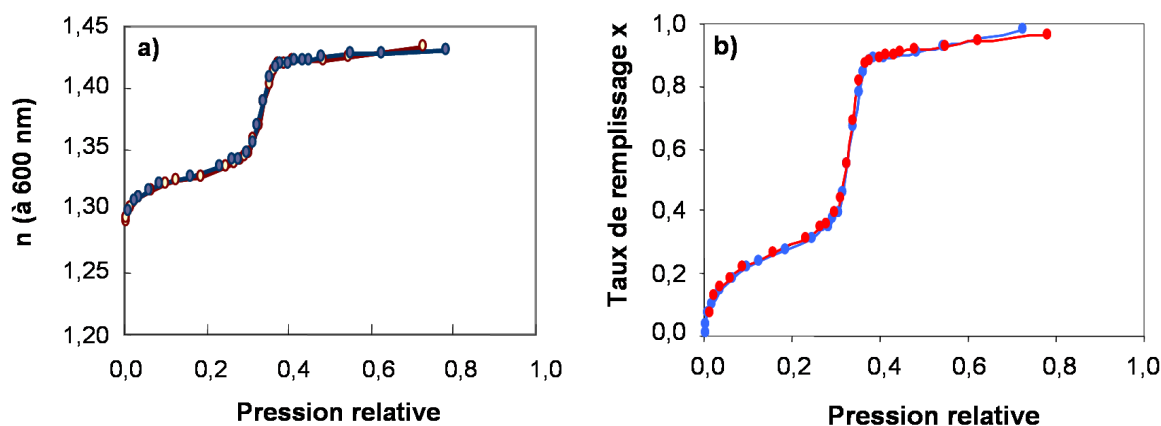 a)
n (à 600 nm)
1,45
1,40
1,35
1,30
1,25
1,20
0,0 0,2 0,4 0,6 0,8 1,0
Pression relative
b)
Taux de remplissage x
1,0
0,8
0,6
0,4
0,2
0,0
0,0 0,2 0,4 0,6 0,8 1,0
Pression relative